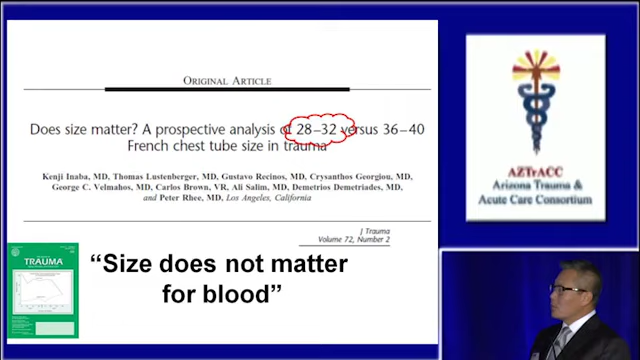 ORIGINAL ARTICLE
Does size matter? A prospective analysis of 28–32 versus 36–40
French chest tube size in trauma
Kenji Inaba, MD, Thomas Lustenberger, MD, Gustavo Recinos, MD, Crysanthos Georgiou, MD,
George C. Velmahos, MD, Carlos Brown, VR, Ali Salim, MD, Demetrios Demetriades, MD,
and Peter Rhee, MD, Los Angeles, California
J Trauma
Volume 72, Number 2
TRAUMA
“Size does not matter
for blood”
AZTrACC
Arizona Trauma &
Acute Care Consortium